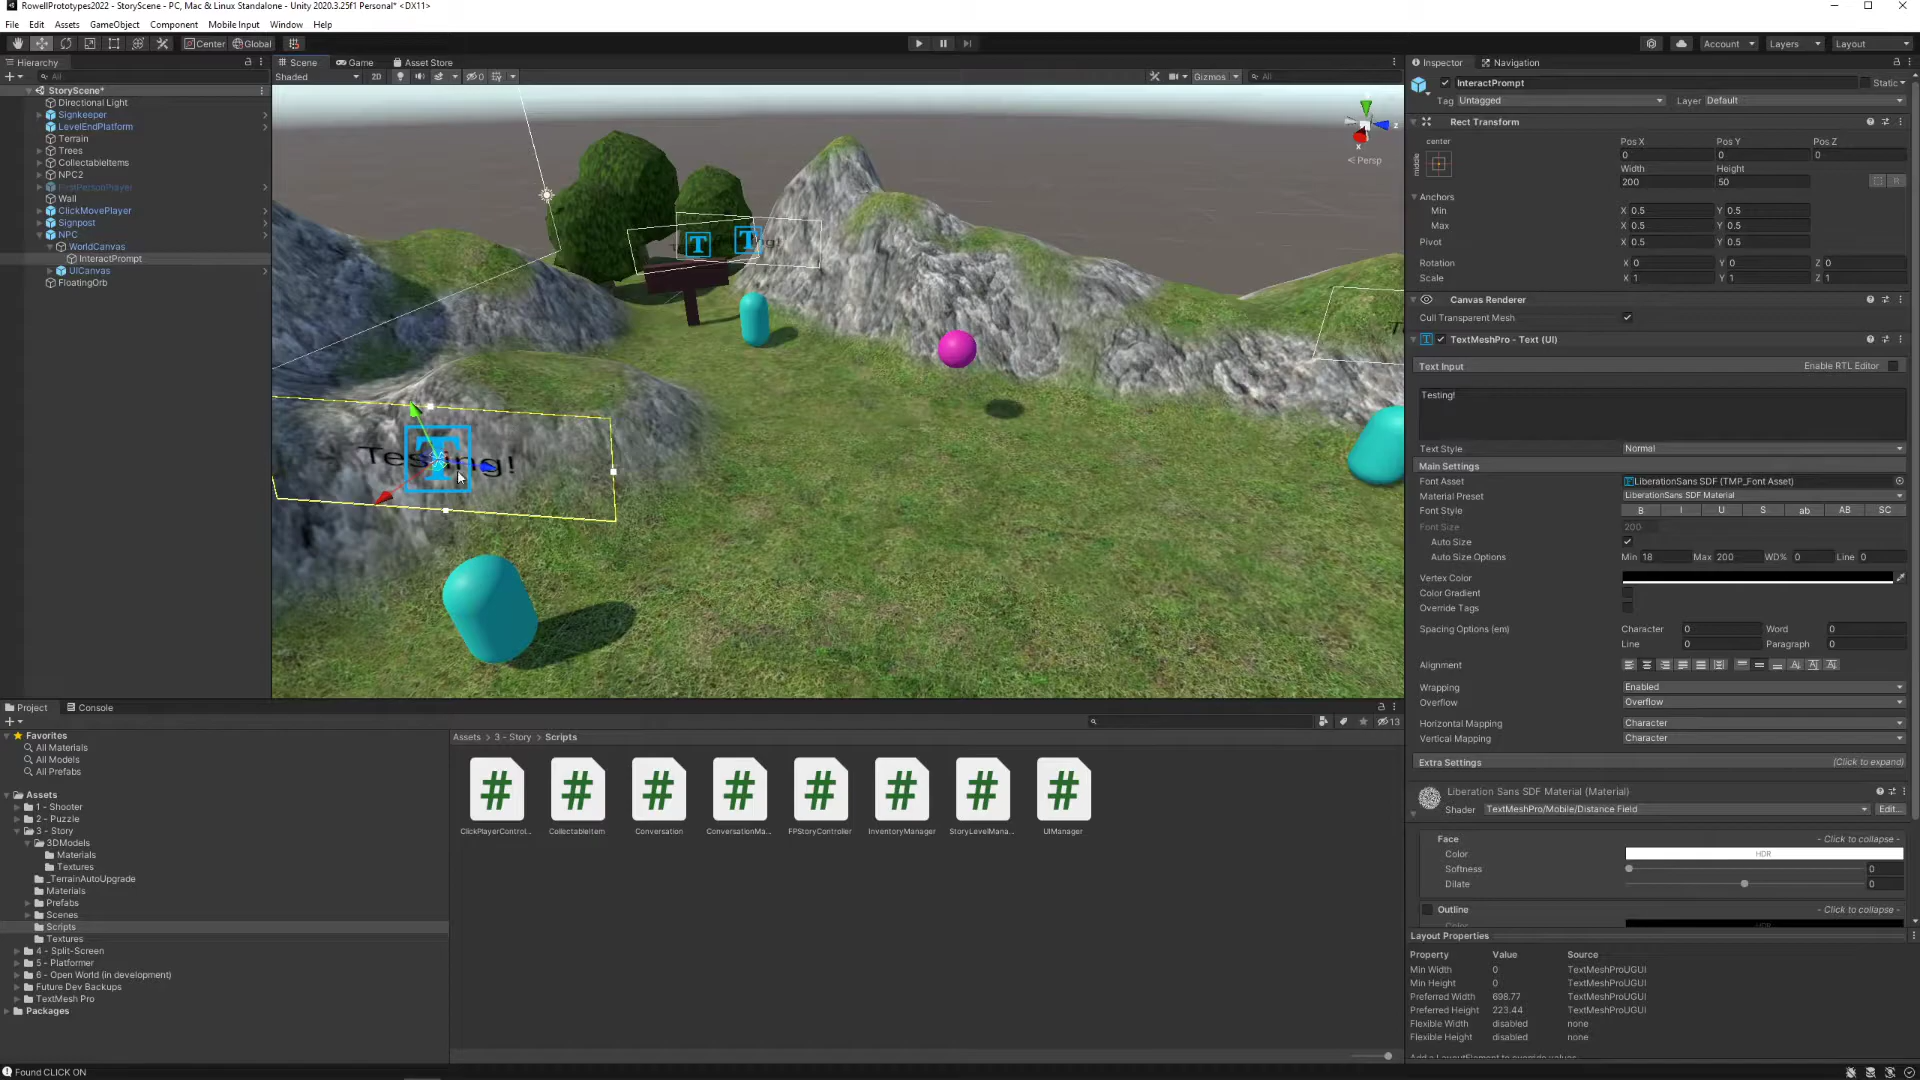 RowellPrototypes2022 - StoryScene - PC, Mac & Linux Standalone - Unity 2020.3.25f1 Personal* <DX11>
File Edit Assets GameObject Component Mobile Input Window Help
Center Global Account Layers Layout
Hierarchy
All
StoryScene*
Directional Light
Signkeeper
LevelEndPlatform
Terrain
Trees
CollectableItems
NPC2
FirstPersonPlayer
Wall
ClickMovePlayer
Signpost
NPC
WorldCanvas
InteractPrompt
UICanvas
FloatingOrb
Scene Game Asset Store
Shaded 2D 0 Gizmos All
Persp
x
z
Testing!
Inspector Navigation
InteractPrompt Static
Tag Untagged Layer Default
Rect Transform
center Pos X Pos Y Pos Z
middle 0 0 0
Width Height
200 50
R
Anchors
Min X 0.5 Y 0.5
Max X 0.5 Y 0.5
Pivot X 0.5 Y 0.5
Rotation X 0 Y 0 Z 0
Scale X 1 Y 1 Z 1
Canvas Renderer
Cull Transparent Mesh
TextMeshPro - Text (UI)
Text Input Enable RTL Editor
Testing!
Text Style Normal
Main Settings
Font Asset LiberationSans SDF (TMP_Font Asset)
Material Preset LiberationSans SDF Material
Font Style B I U S ab AB SC
Font Size 200
Auto Size
Auto Size Options Min 18 Max 200 WD% 0 Line 0
Vertex Color
Color Gradient
Override Tags
Spacing Options (em) Character 0 Word 0
Line 0 Paragraph 0
Alignment
Wrapping Enabled
Overflow Overflow
Horizontal Mapping Character
Vertical Mapping Character
Extra Settings (Click to expand)
Liberation Sans SDF Material (Material)
Shader TextMeshPro/Mobile/Distance Field Edit...
Face - Click to collapse -
Color HDR
Softness 0
Dilate 0
Outline - Click to collapse -
Color HDR
Layout Properties
Property Value Source
Min Width 0 TextMeshProUGUI
Min Height 0 TextMeshProUGUI
Preferred Width 698.77 TextMeshProUGUI
Preferred Height 223.44 TextMeshProUGUI
Flexible Width disabled none
Flexible Height disabled none
Add a LayoutElement to override values
Project Console
13
Favorites
All Materials
All Models
All Prefabs
Assets
1 - Shooter
2 - Puzzle
3 - Story
3DModels
Materials
Textures
_TerrainAutoUpgrade
Materials
Prefabs
Scenes
Scripts
Textures
4 - Split-Screen
5 - Platformer
6 - Open World (in development)
Future Dev Backups
TextMesh Pro
Packages
Assets > 3 - Story > Scripts
ClickPlayerControl... CollectableItem Conversation ConversationMa... FPStoryController InventoryManager StoryLevelMana... UIManager
Found CLICK ON